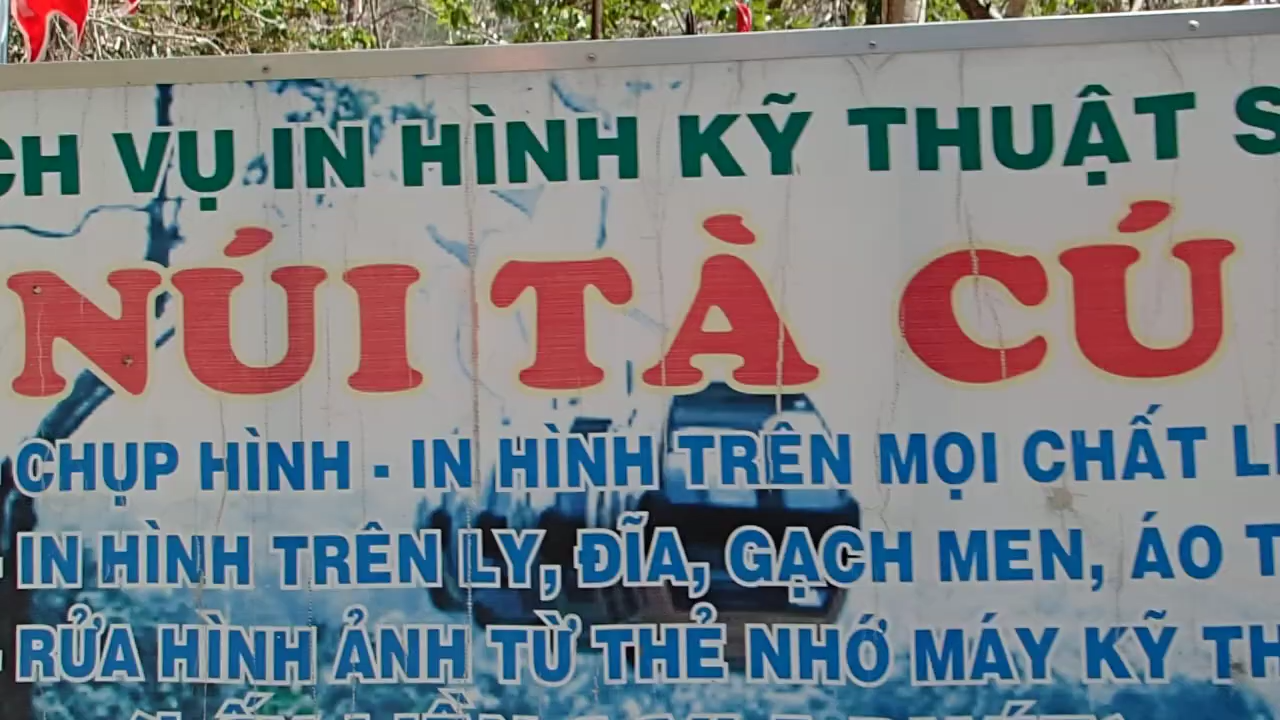 CH VỤ IN HÌNH KỸ THUẬT S
NÚI TÀ CÚ
CHỤP HÌNH - IN HÌNH TRÊN MỌI CHẤT L
- IN HÌNH TRÊN LY, ĐĨA, GẠCH MEN, ÁO T
- RỬA HÌNH ẢNH TỪ THẺ NHỚ MÁY KỸ TH